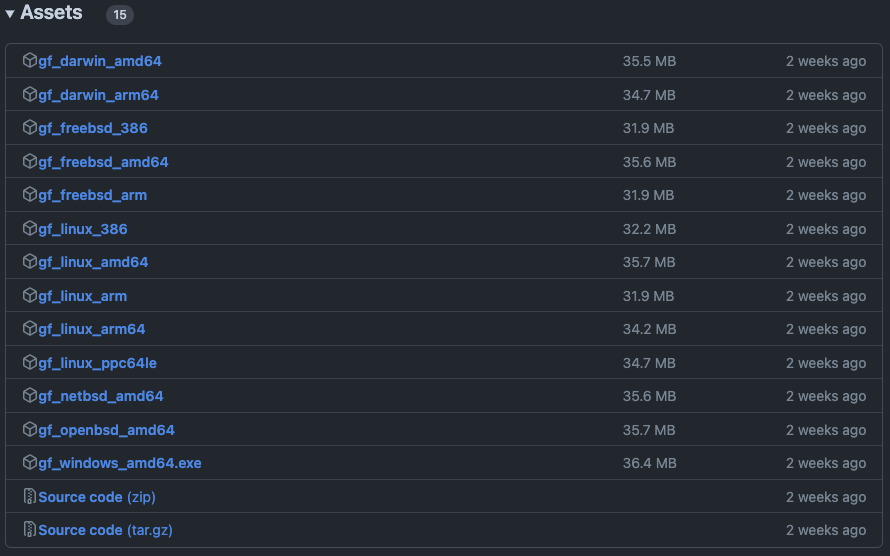 Assets 15
gf_darwin_amd64 35.5 MB 2 weeks ago
gf_darwin_arm64 34.7 MB 2 weeks ago
gf_freebsd_386 31.9 MB 2 weeks ago
gf_freebsd_amd64 35.6 MB 2 weeks ago
gf_freebsd_arm 31.9 MB 2 weeks ago
gf_linux_386 32.2 MB 2 weeks ago
gf_linux_amd64 35.7 MB 2 weeks ago
gf_linux_arm 31.9 MB 2 weeks ago
gf_linux_arm64 34.2 MB 2 weeks ago
gf_linux_ppc64le 34.7 MB 2 weeks ago
gf_netbsd_amd64 35.6 MB 2 weeks ago
gf_openbsd_amd64 35.7 MB 2 weeks ago
gf_windows_amd64.exe 36.4 MB 2 weeks ago
Source code (zip) 2 weeks ago
Source code (tar.gz) 2 weeks ago